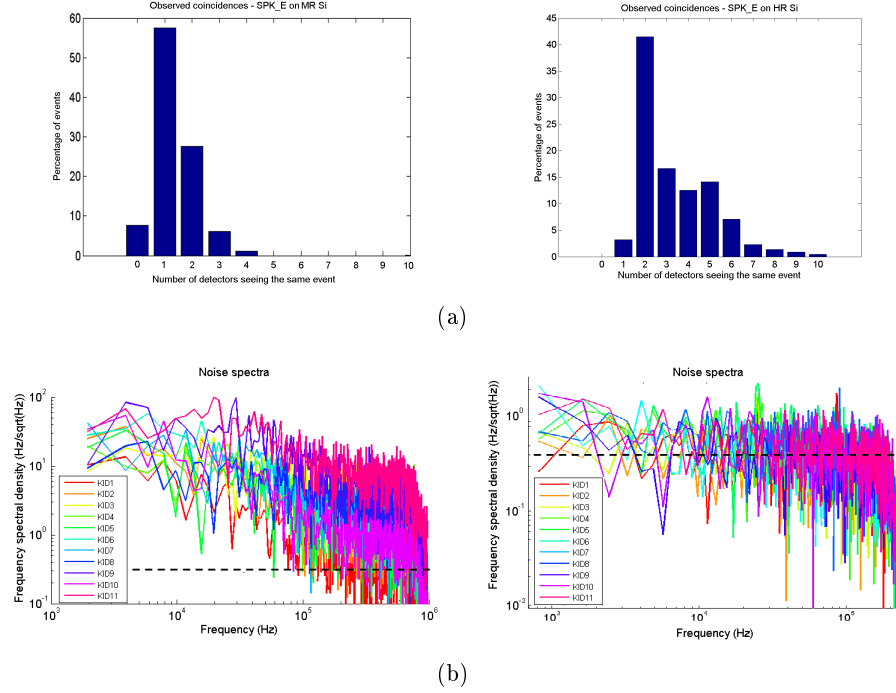 Observed coincidences - SPK_E on MR Si
Percentage of events
60
50
40
30
20
10
0
0 1 2 3 4 5 6 7 8 9 10
Number of detectors seeing the same event
Observed coincidences - SPK_E on HR Si
Percentage of events
45
40
35
30
25
20
15
10
5
0
0 1 2 3 4 5 6 7 8 9 10
Number of detectors seeing the same event
(a)
Noise spectra
Frequency spectral density (Hz/sqrt(Hz))
10^2
10^1
10^0
10^-1
KID1
KID2
KID3
KID4
KID5
KID6
KID7
KID8
KID9
KID10
KID11
10^3 10^4 10^5 10^6
Frequency (Hz)
Noise spectra
Frequency spectral density (Hz/sqrt(Hz))
10^0
10^-1
10^-2
KID1
KID2
KID3
KID4
KID5
KID6
KID7
KID8
KID9
KID10
KID11
10^3 10^4 10^5
Frequency (Hz)
(b)